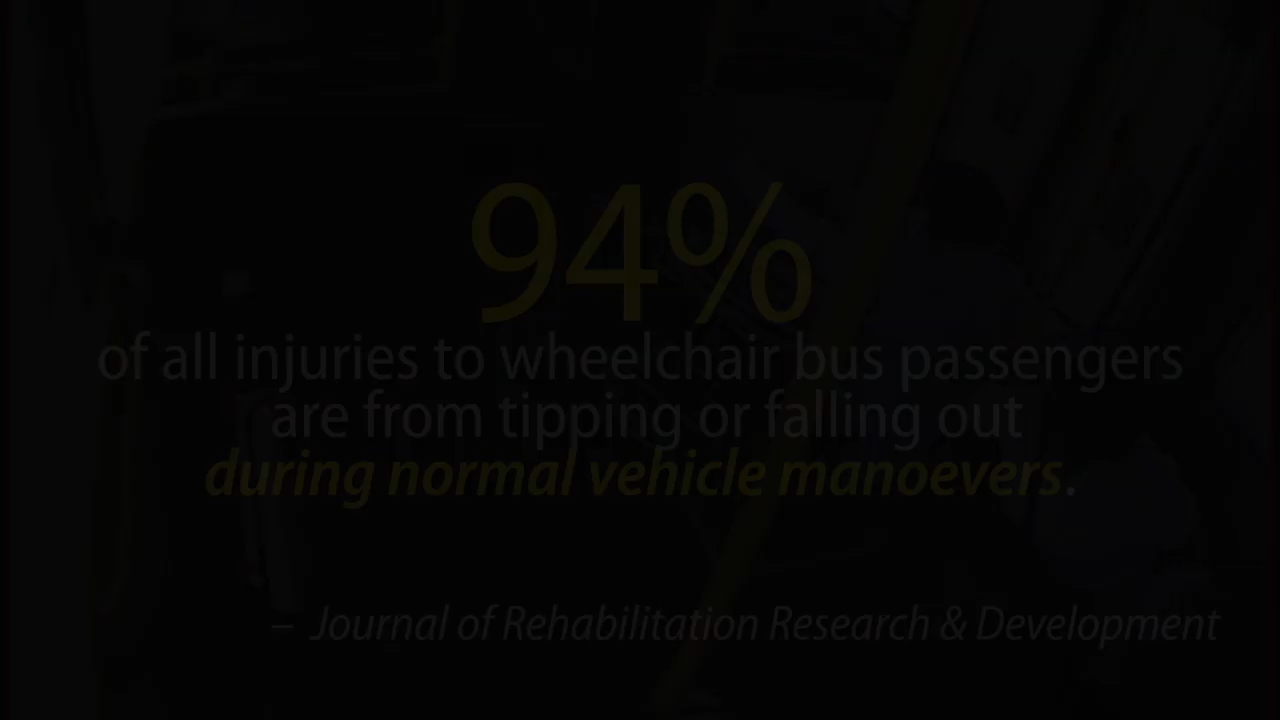 94%
of all injuries to wheelchair bus passengers
are from tipping or falling out
during normal vehicle manoevers.
– Journal of Rehabilitation Research & Development